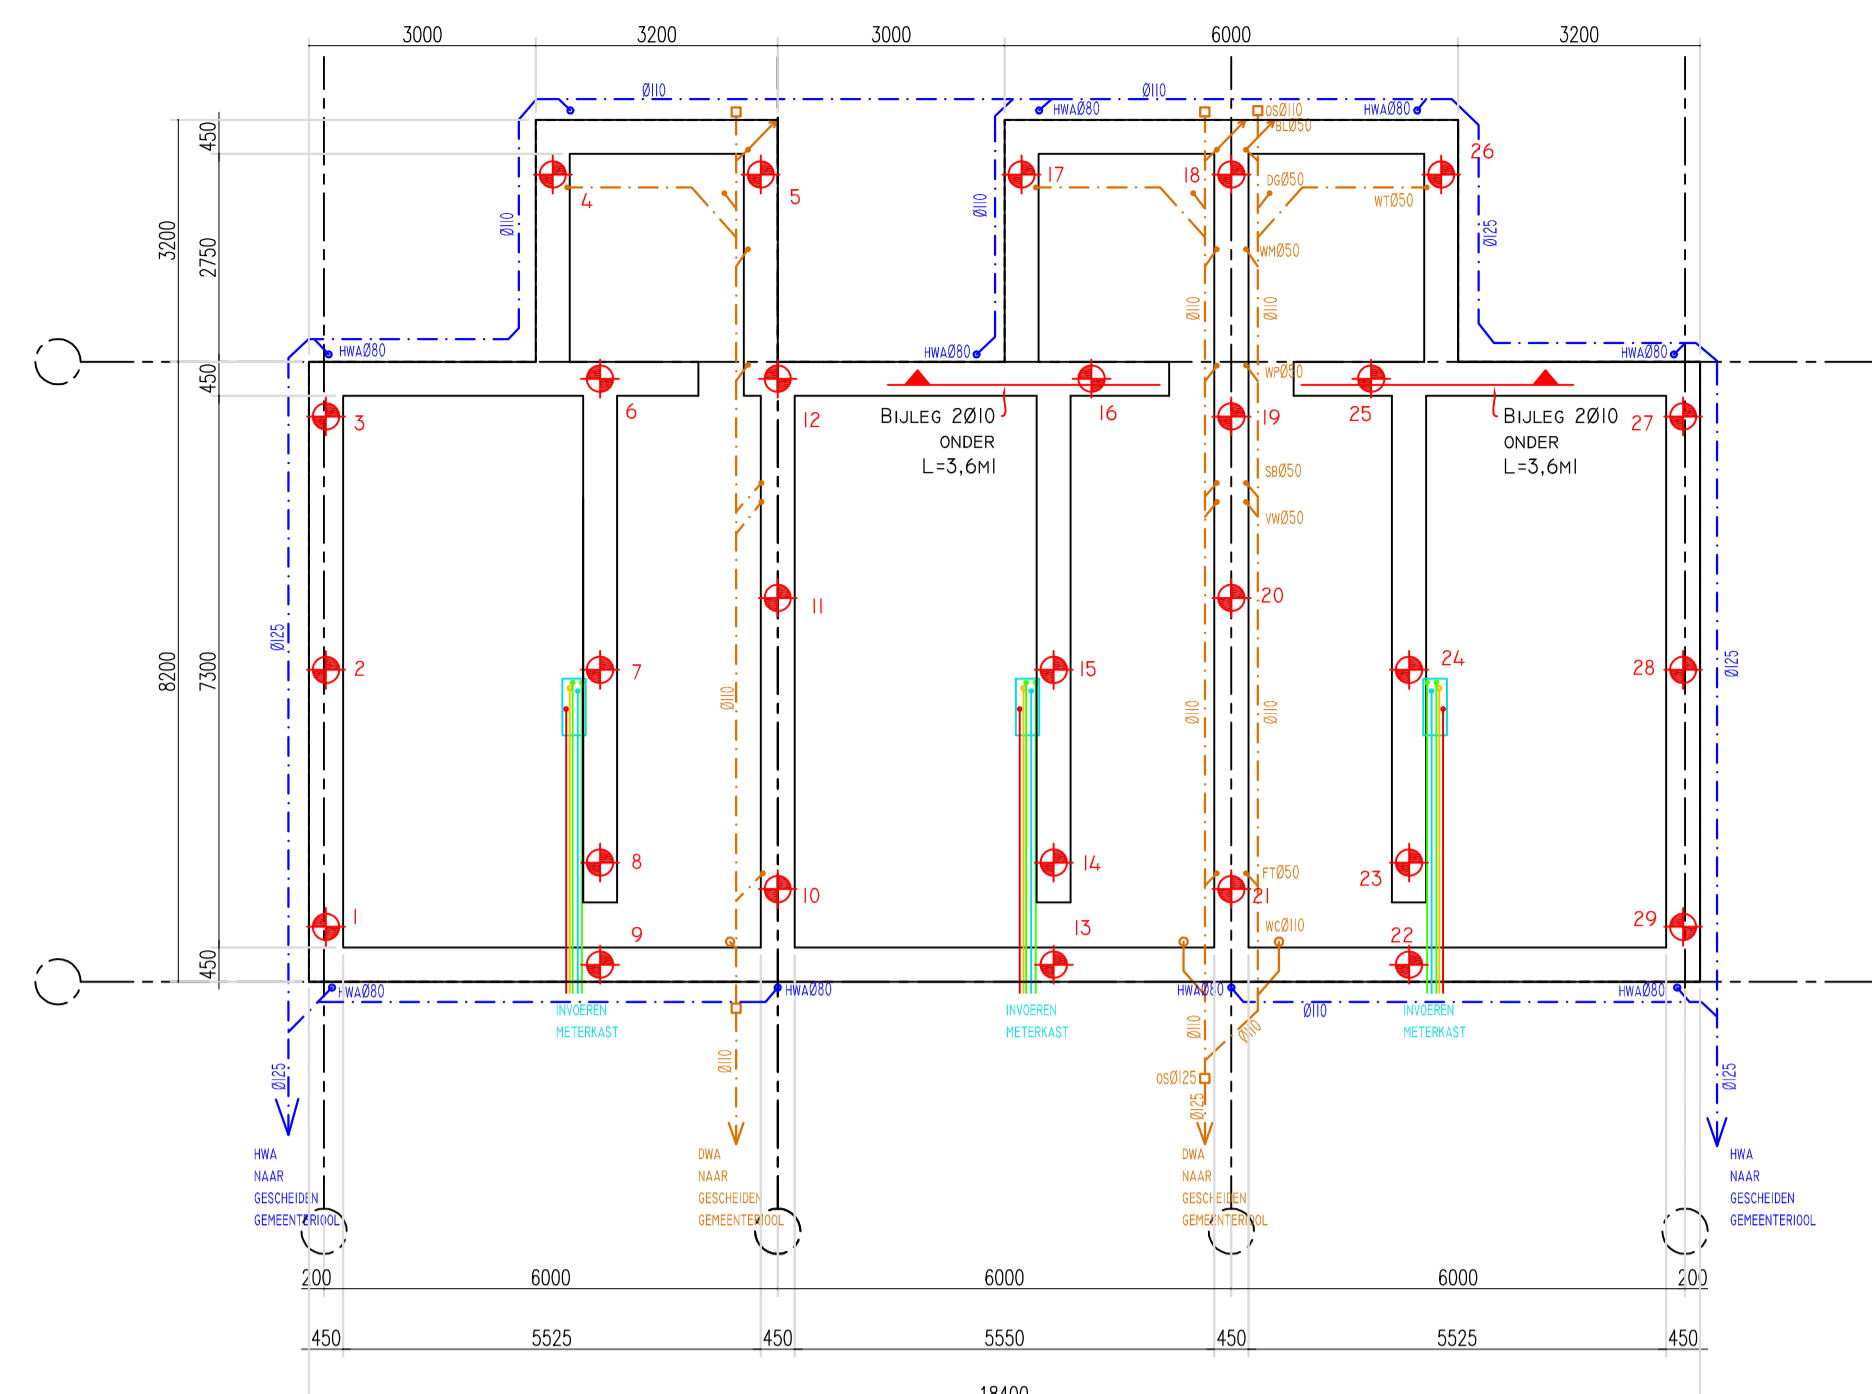 3000 3200 3000 6000 3200
Ø110 Ø110
HWAØ80 HWAØ80
OSØ110
BLØ50
450
4 5 17 18 26
DGØ50
WTØ50
Ø110 Ø110 Ø125
3200 2750
WMØ50
Ø110 Ø110
HWAØ80 HWAØ80 HWAØ80
WPØ50
450
3 6 12 16 19 25 27
BIJLEG 2Ø10
ONDER
L=3,6M1
BIJLEG 2Ø10
ONDER
L=3,6M1
SBØ50
VWØ50
11 20
Ø125 Ø125
8200 7300
2 7 15 24 28
Ø110 Ø110 Ø110
8 14 23
FTØ50
10 21
1 9 13 22 29
WCØ110
450
HWAØ80 HWAØ80 HWAØ80 HWAØ80
INVOEREN
METERKAST
INVOEREN
METERKAST
INVOEREN
METERKAST
Ø110
Ø110 Ø110 Ø110
Ø125 Ø125
OSØ125
Ø125
HWA
NAAR
GESCHEIDEN
GEMEENTERIOOL
DWA
NAAR
GESCHEIDEN
GEMEENTERIOOL
DWA
NAAR
GESCHEIDEN
GEMEENTERIOOL
HWA
NAAR
GESCHEIDEN
GEMEENTERIOOL
200 6000 6000 6000 200
450 5525 450 5550 450 5525 450
18400